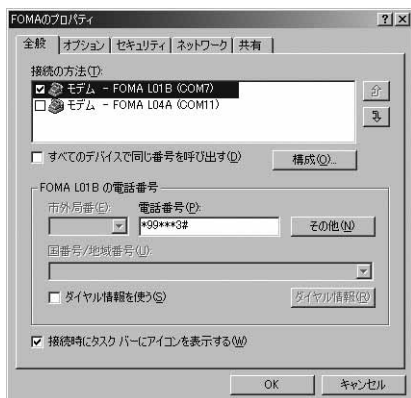 FOMAのプロパティ
全般 オプション セキュリティ ネットワーク 共有
接続の方法(T):
モデム - FOMA L01B (COM7)
モデム - FOMA L04A (COM11)
すべてのデバイスで同じ番号を呼び出す(D) 構成(O)...
FOMA L01B の電話番号
市外局番(E): 電話番号(P):
*99***3# その他(N)
国番号/地域番号(U):
ダイヤル情報を使う(S) ダイヤル情報(R)
接続時にタスク バーにアイコンを表示する(W)
OK キャンセル